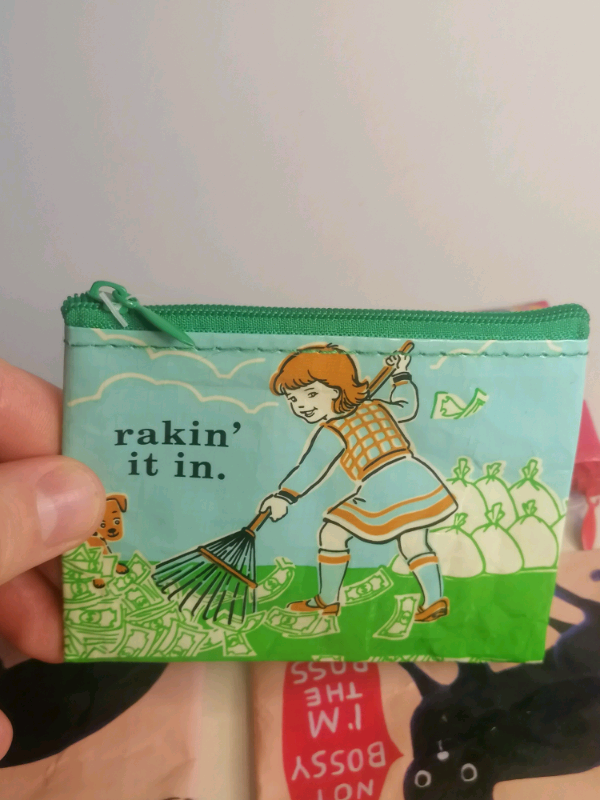 rakin'
it in.
NOT
BOSSY
I'M
THE
BOSS